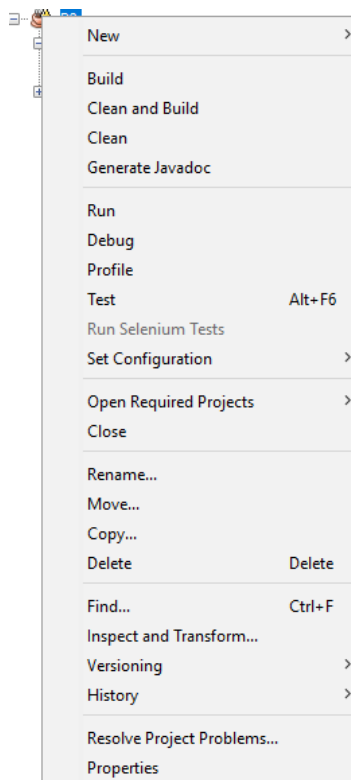 New
Build
Clean and Build
Clean
Generate Javadoc
Run
Debug
Profile
Test Alt+F6
Run Selenium Tests
Set Configuration
Open Required Projects
Close
Rename...
Move...
Copy...
Delete Delete
Find... Ctrl+F
Inspect and Transform...
Versioning
History
Resolve Project Problems...
Properties